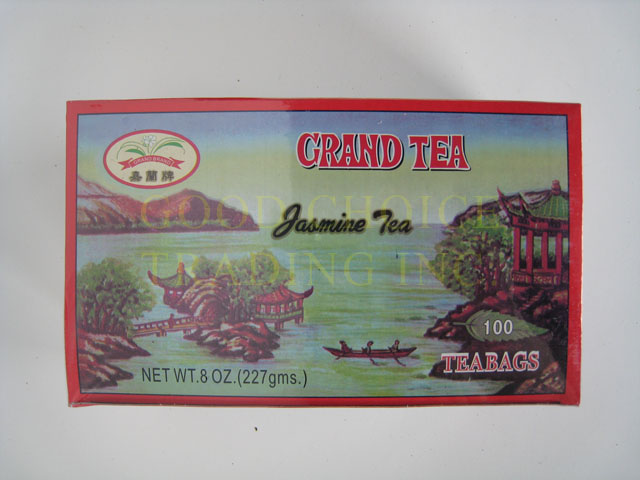 GRAND BRAND
嘉蘭牌
GRAND TEA
Jasmine Tea
GOOD CHOICE
TRADING INC.
100
TEABAGS
NET WT.8 OZ.(227gms.)